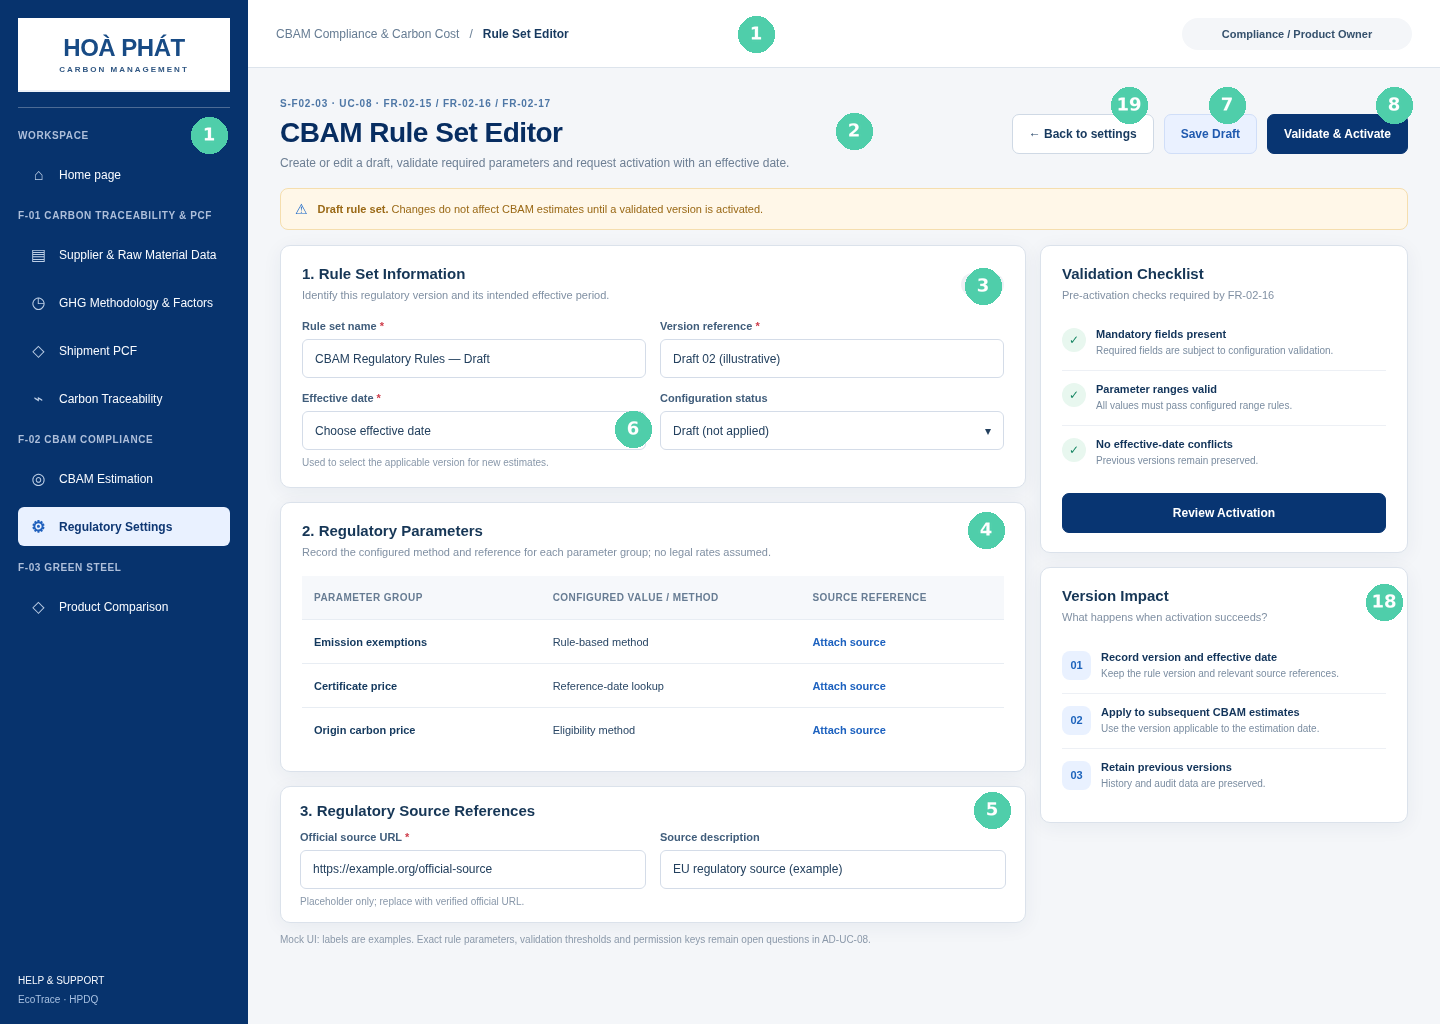 HOÀ PHÁT
CARBON MANAGEMENT
WORKSPACE
1
Home page
F-01 CARBON TRACEABILITY & PCF
Supplier & Raw Material Data
GHG Methodology & Factors
Shipment PCF
Carbon Traceability
F-02 CBAM COMPLIANCE
CBAM Estimation
Regulatory Settings
F-03 GREEN STEEL
Product Comparison
HELP & SUPPORT
EcoTrace · HPDQ
CBAM Compliance & Carbon Cost / Rule Set Editor
1
Compliance / Product Owner
S-F02-03 · UC-08 · FR-02-15 / FR-02-16 / FR-02-17
CBAM Rule Set Editor
2
Create or edit a draft, validate required parameters and request activation with an effective date.
19
7
8
← Back to settings
Save Draft
Validate & Activate
⚠ Draft rule set. Changes do not affect CBAM estimates until a validated version is activated.
1. Rule Set Information
3
Identify this regulatory version and its intended effective period.
Rule set name *
Version reference *
CBAM Regulatory Rules — Draft
Draft 02 (illustrative)
Effective date *
Configuration status
Choose effective date
6
Draft (not applied) ▾
Used to select the applicable version for new estimates.
2. Regulatory Parameters
4
Record the configured method and reference for each parameter group; no legal rates assumed.
PARAMETER GROUP CONFIGURED VALUE / METHOD SOURCE REFERENCE
Emission exemptions Rule-based method Attach source
Certificate price Reference-date lookup Attach source
Origin carbon price Eligibility method Attach source
3. Regulatory Source References
5
Official source URL *
Source description
https://example.org/official-source
EU regulatory source (example)
Placeholder only; replace with verified official URL.
Mock UI: labels are examples. Exact rule parameters, validation thresholds and permission keys remain open questions in AD-UC-08.
Validation Checklist
Pre-activation checks required by FR-02-16
✓ Mandatory fields present
Required fields are subject to configuration validation.
✓ Parameter ranges valid
All values must pass configured range rules.
✓ No effective-date conflicts
Previous versions remain preserved.
Review Activation
Version Impact
18
What happens when activation succeeds?
01 Record version and effective date
Keep the rule version and relevant source references.
02 Apply to subsequent CBAM estimates
Use the version applicable to the estimation date.
03 Retain previous versions
History and audit data are preserved.